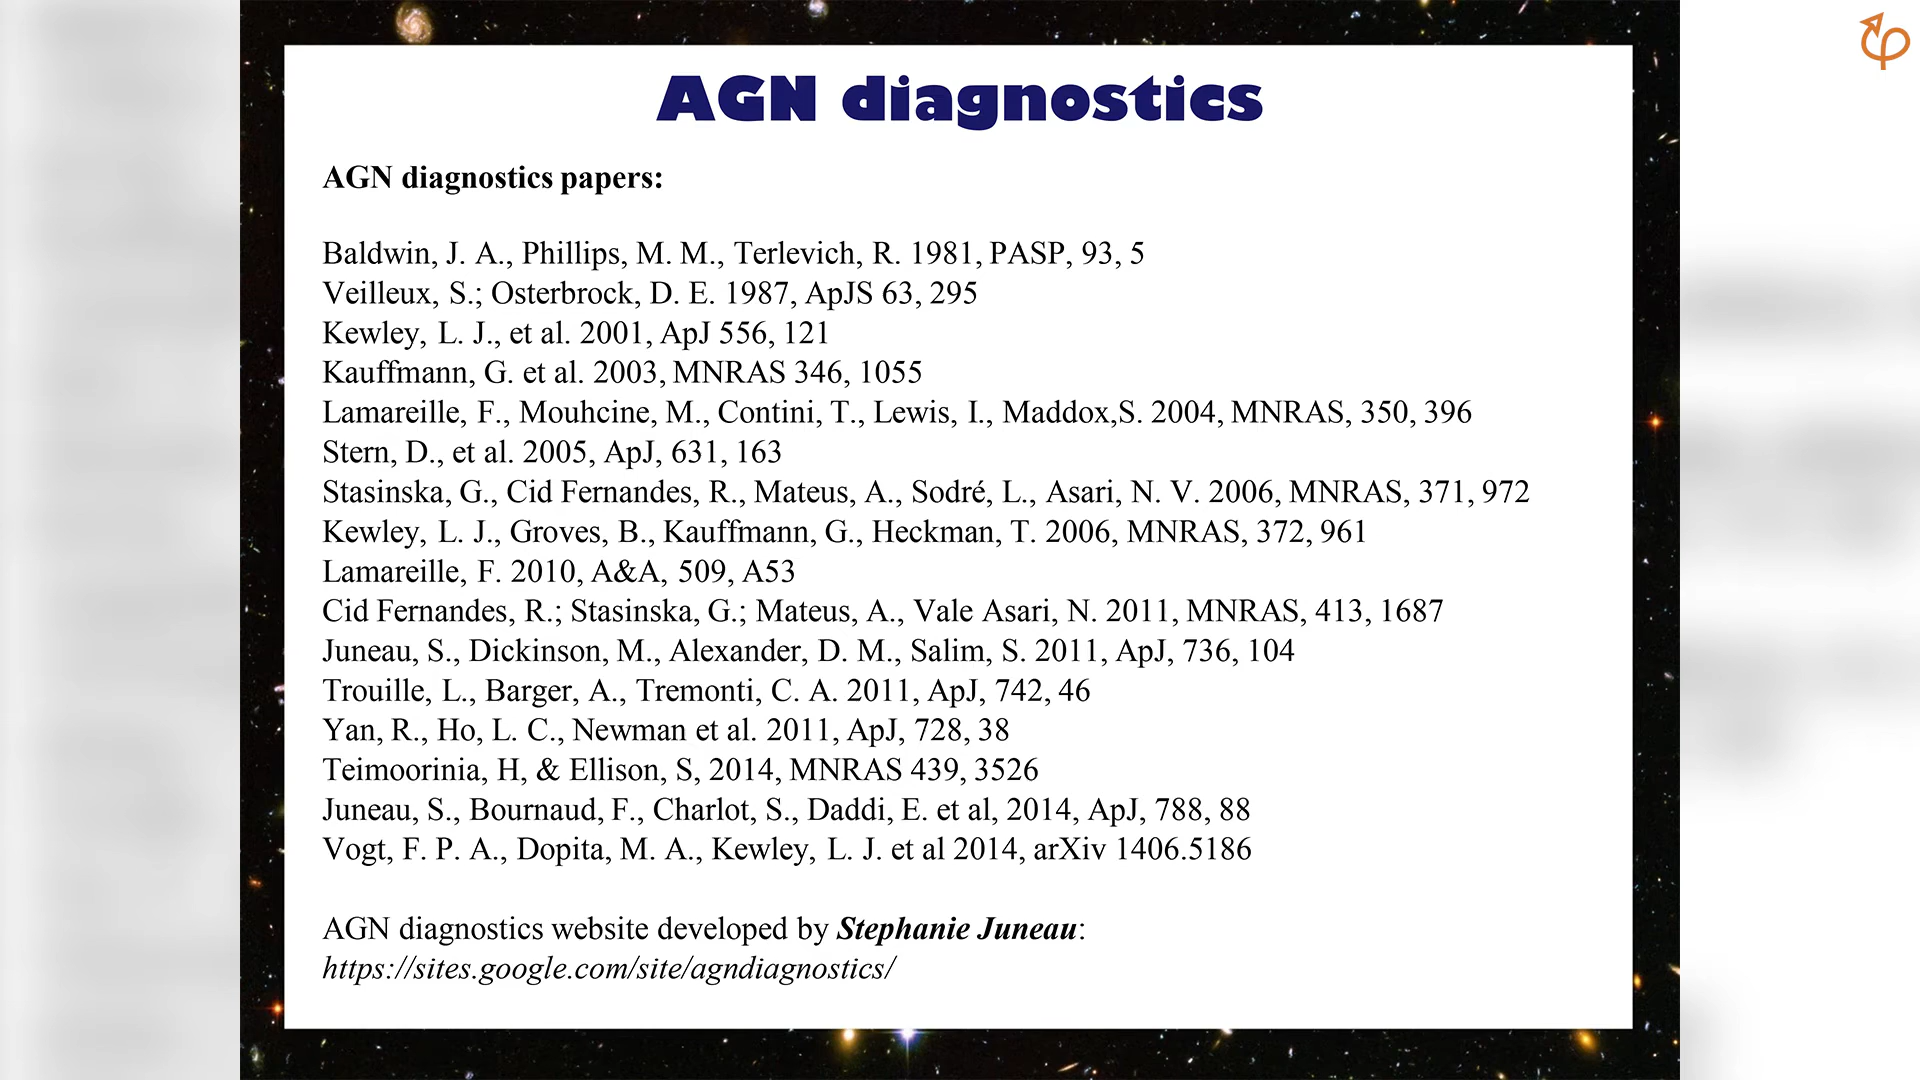 AGN diagnostics
AGN diagnostics papers:
Baldwin, J. A., Phillips, M. M., Terlevich, R. 1981, PASP, 93, 5
Veilleux, S.; Osterbrock, D. E. 1987, ApJS 63, 295
Kewley, L. J., et al. 2001, ApJ 556, 121
Kauffmann, G. et al. 2003, MNRAS 346, 1055
Lamareille, F., Mouhcine, M., Contini, T., Lewis, I., Maddox,S. 2004, MNRAS, 350, 396
Stern, D., et al. 2005, ApJ, 631, 163
Stasinska, G., Cid Fernandes, R., Mateus, A., Sodré, L., Asari, N. V. 2006, MNRAS, 371, 972
Kewley, L. J., Groves, B., Kauffmann, G., Heckman, T. 2006, MNRAS, 372, 961
Lamareille, F. 2010, A&A, 509, A53
Cid Fernandes, R.; Stasinska, G.; Mateus, A., Vale Asari, N. 2011, MNRAS, 413, 1687
Juneau, S., Dickinson, M., Alexander, D. M., Salim, S. 2011, ApJ, 736, 104
Trouille, L., Barger, A., Tremonti, C. A. 2011, ApJ, 742, 46
Yan, R., Ho, L. C., Newman et al. 2011, ApJ, 728, 38
Teimoorinia, H, & Ellison, S, 2014, MNRAS 439, 3526
Juneau, S., Bournaud, F., Charlot, S., Daddi, E. et al, 2014, ApJ, 788, 88
Vogt, F. P. A., Dopita, M. A., Kewley, L. J. et al 2014, arXiv 1406.5186
AGN diagnostics website developed by Stephanie Juneau:
https://sites.google.com/site/agndiagnostics/